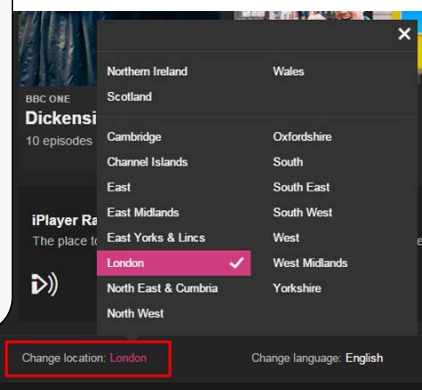 Northern Ireland Wales
Scotland
BBC ONE
Dickensi
10 episodes
Cambridge Oxfordshire
Channel Islands South
East South East
East Midlands South West
iPlayer Ra
The place to
East Yorks & Lincs West
London West Midlands
North East & Cumbria Yorkshire
North West
Change location: London Change language: English